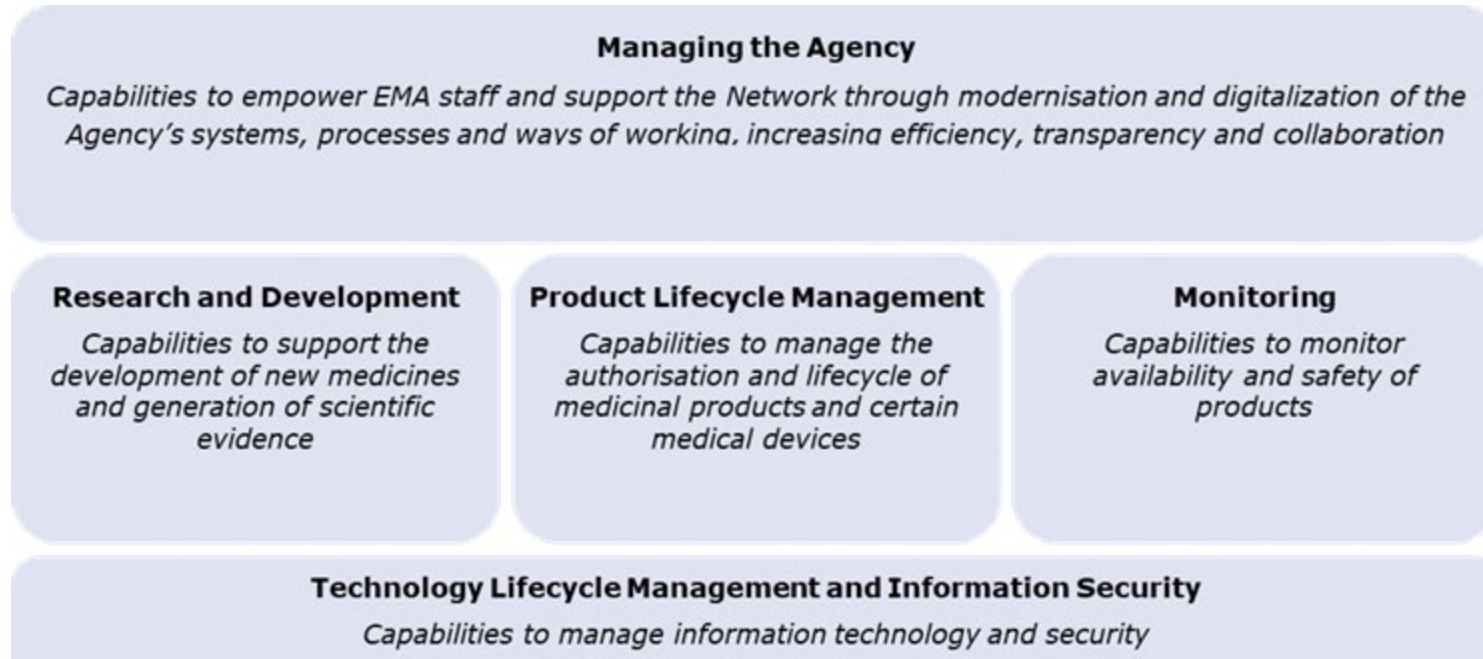 Managing the Agency
Capabilities to empower EMA staff and support the Network through modernisation and digitalization of the
Agency's systems, processes and ways of working, increasing efficiency, transparency and collaboration
Research and Development
Capabilities to support the
development of new medicines
and generation of scientific
evidence
Product Lifecycle Management
Capabilities to manage the
authorisation and lifecycle of
medicinal products and certain
medical devices
Monitoring
Capabilities to monitor
availability and safety of
products
Technology Lifecycle Management and Information Security
Capabilities to manage information technology and security